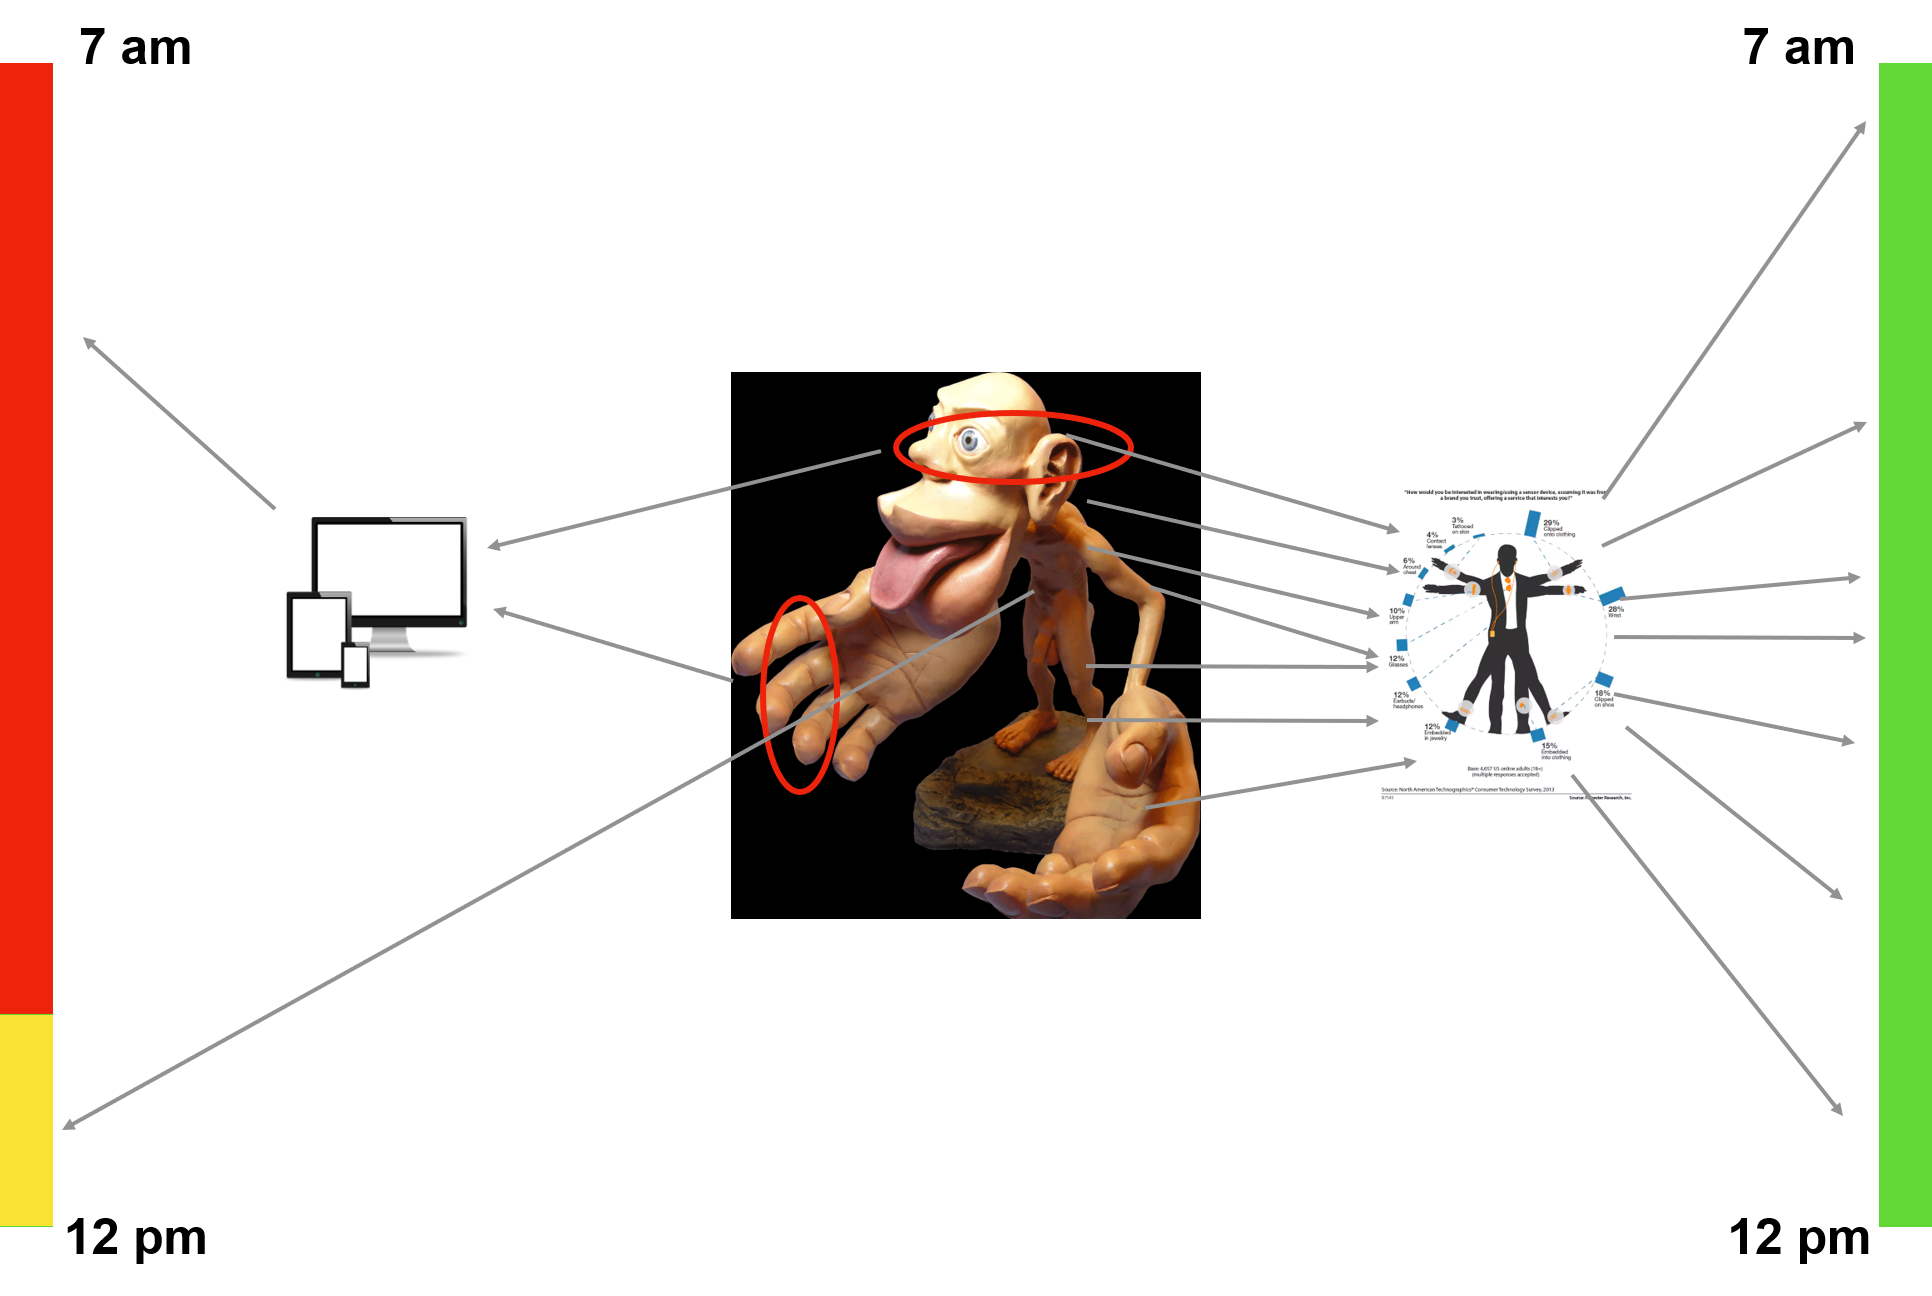 7 am
7 am
"How would you be interested in wearing/using a sensor device, assuming it was from
a brand you trust, offering a service that interests you?"
3%
Tattooed
on skin
29%
Clipped
onto clothing
4%
Contact
lenses
6%
Around
chest
10%
Upper
arm
28%
Wrist
12%
Glasses
12%
Earbuds/
headphones
18%
Clipped
on shoe
12%
Embedded
in jewelry
15%
Embedded
into clothing
Base: 4,657 US online adults (18+)
(multiple responses accepted)
Source: North American Technographics® Consumer Technology Survey, 2013
Source: Forrester Research, Inc.
12 pm
12 pm